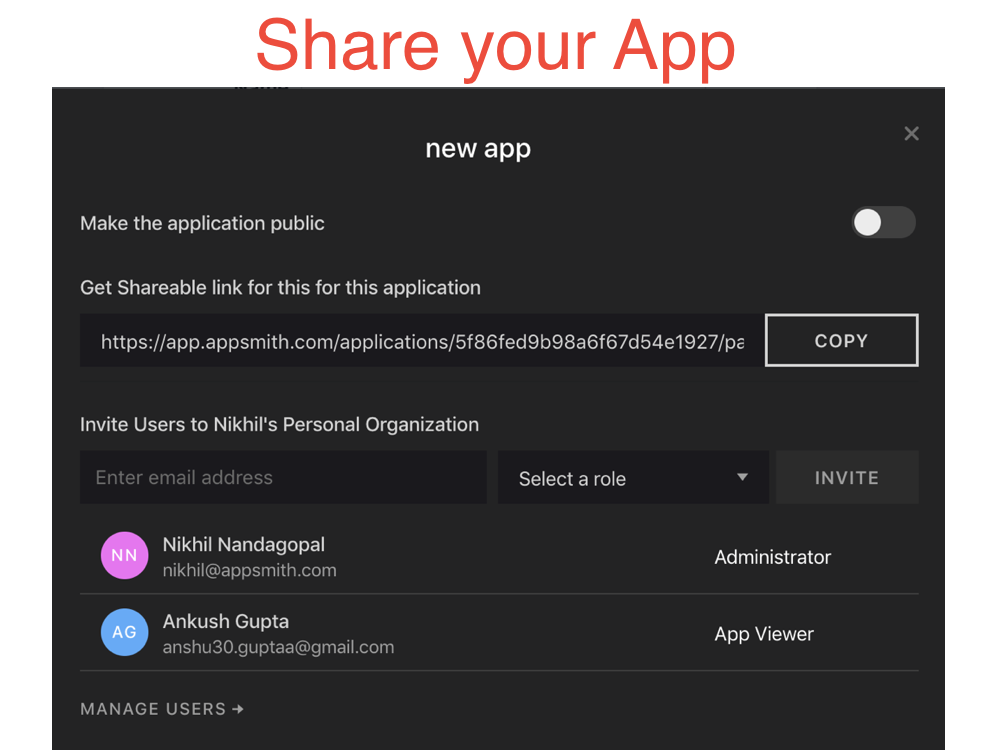 Share your App
new app
Make the application public
Get Shareable link for this for this application
https://app.appsmith.com/applications/5f86fed9b98a6f67d54e1927/pa
COPY
Invite Users to Nikhil's Personal Organization
Enter email address
Select a role
INVITE
NN
Nikhil Nandagopal
nikhil@appsmith.com
Administrator
AG
Ankush Gupta
anshu30.guptaa@gmail.com
App Viewer
MANAGE USERS